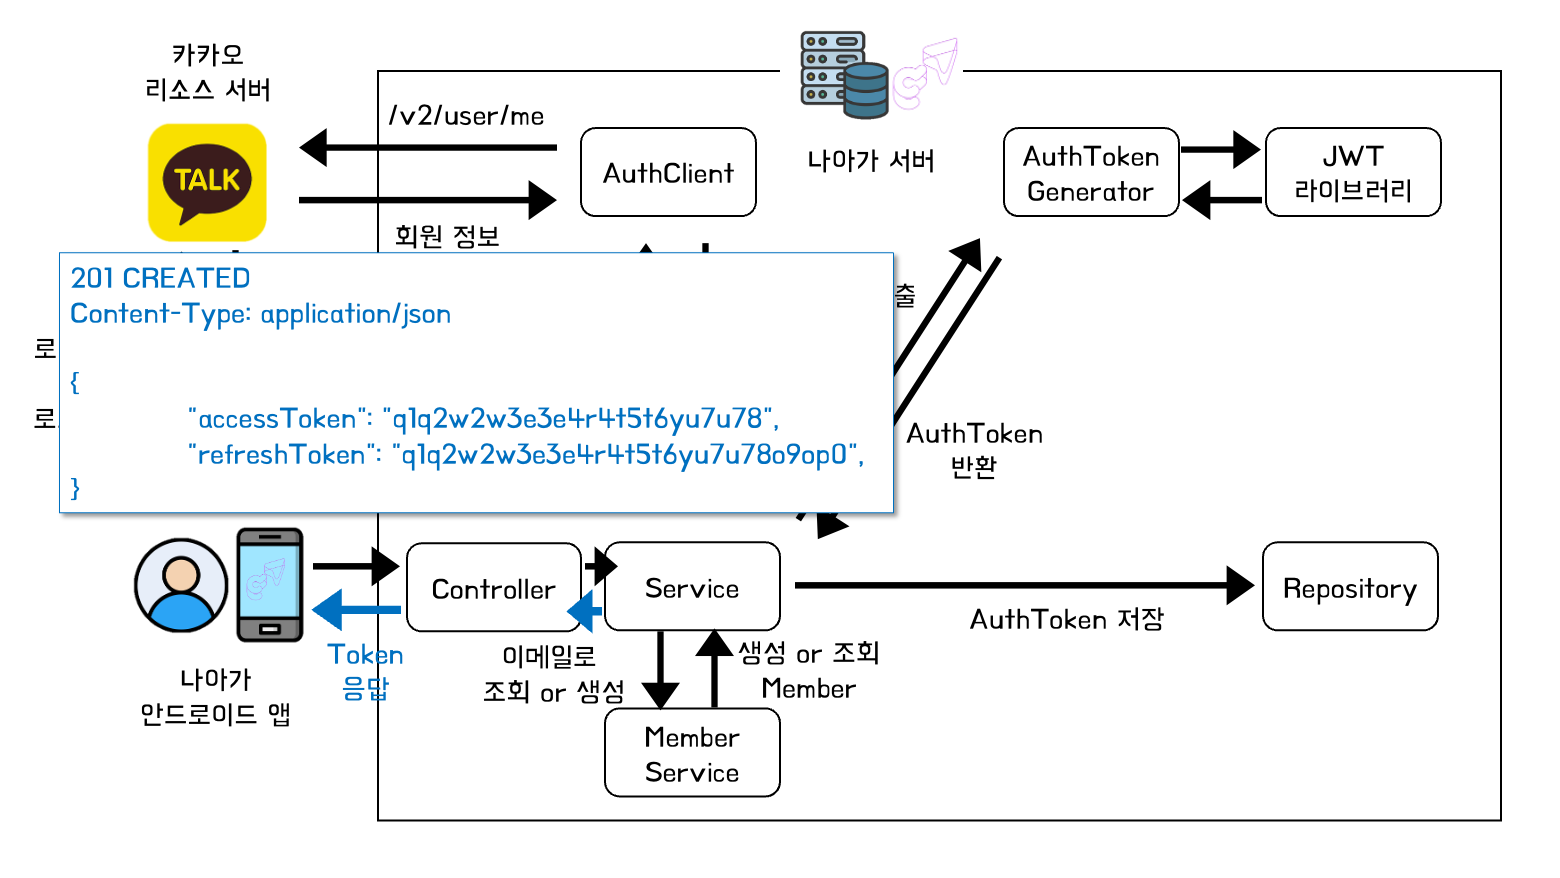 카카오
리소스 서버
TALK
/v2/user/me
회원 정보
AuthClient
나아가 서버
AuthToken
Generator
JWT
라이브러리
출
로
로
201 CREATED
Content-Type: application/json
{
"accessToken": "q1q2w2w3e3e4r4t5t6yu7u78",
"refreshToken": "q1q2w2w3e3e4r4t5t6yu7u78o9op0",
}
AuthToken
반환
Controller
Service
Repository
AuthToken 저장
Token
응답
이메일로
조회 or 생성
생성 or 조회
Member
나아가
안드로이드 앱
Member
Service